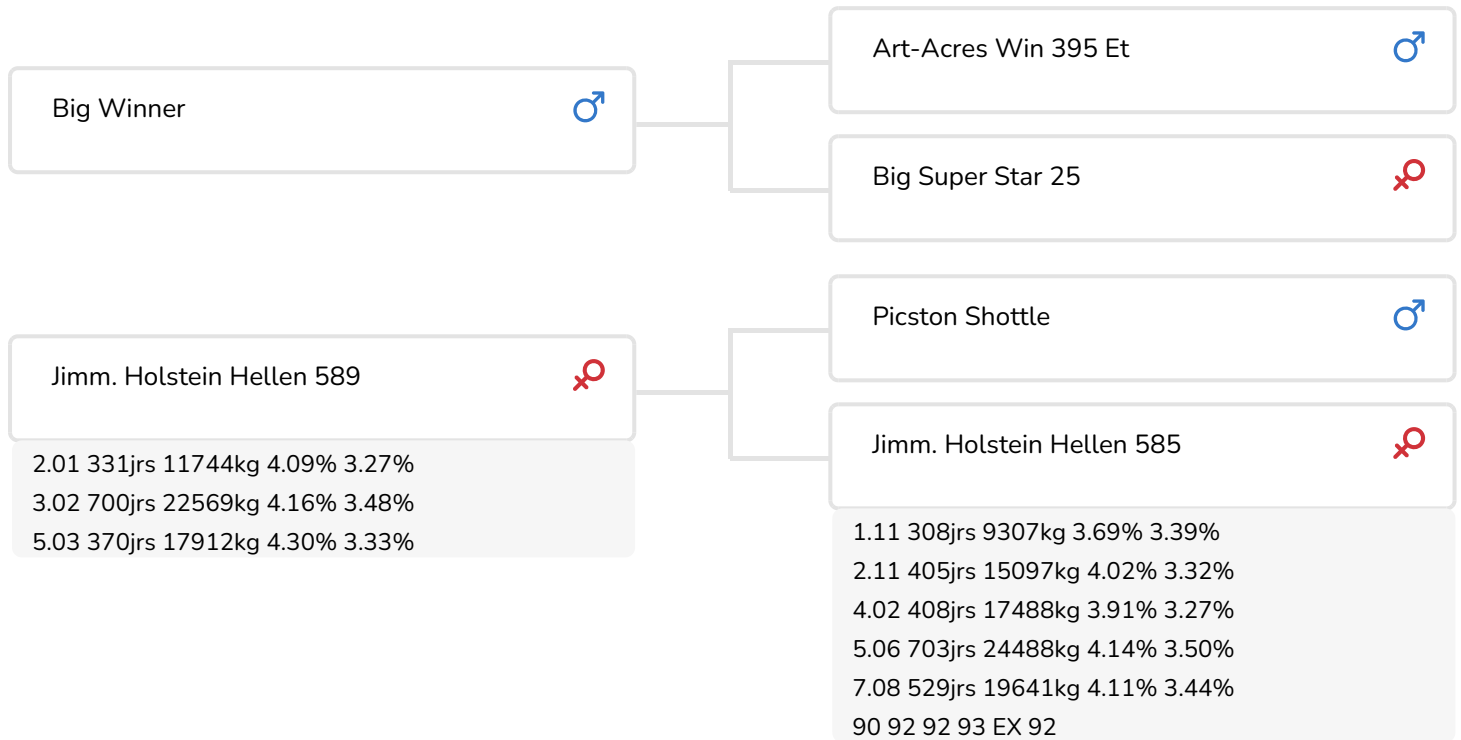 Big Winner
Jimm. Holstein Hellen 589
2.01 331jrs 11744kg 4.09% 3.27%
3.02 700jrs 22569kg 4.16% 3.48%
5.03 370jrs 17912kg 4.30% 3.33%
Art-Acres Win 395 Et
Big Super Star 25
Picston Shottle
Jimm. Holstein Hellen 585
1.11 308jrs 9307kg 3.69% 3.39%
2.11 405jrs 15097kg 4.02% 3.32%
4.02 408jrs 17488kg 3.91% 3.27%
5.06 703jrs 24488kg 4.14% 3.50%
7.08 529jrs 19641kg 4.11% 3.44%
90 92 92 93 EX 92